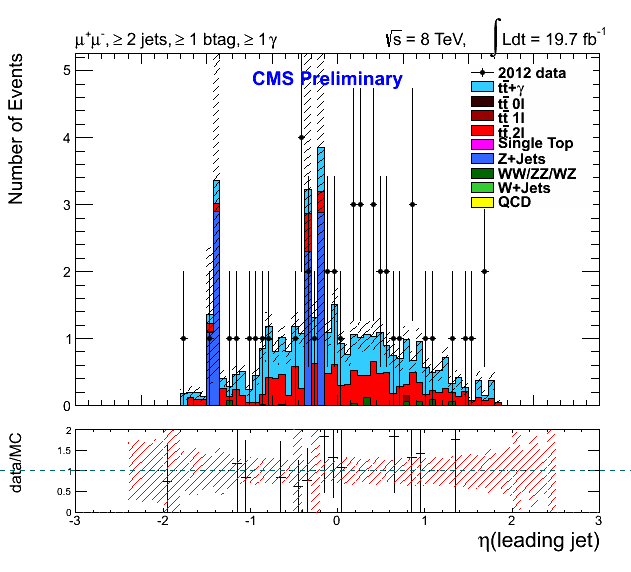 μ⁺μ⁻, ≥ 2 jets, ≥ 1 btag, ≥ 1 γ
√s = 8 TeV, ∫ Ldt = 19.7 fb⁻¹
CMS Preliminary
2012 data
tt̄+γ
tt̄ 0l
tt̄ 1l
tt̄ 2l
Single Top
Z+Jets
WW/ZZ/WZ
W+Jets
QCD
Number of Events
5
4
3
2
1
0
data/MC
2
1.5
1
0.5
0
-3
-2
-1
0
1
2
3
η(leading jet)